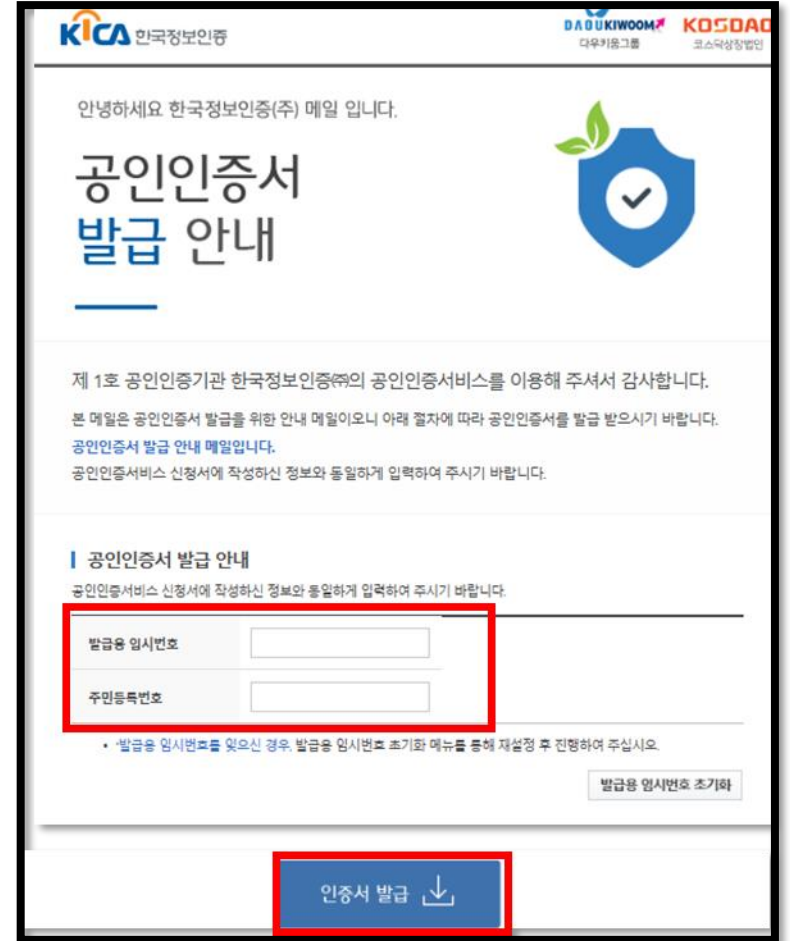 KICA 한국정보인증
DAOUKIWOOM
다우키움그룹
KOSDAQ
코스닥상장법인
안녕하세요 한국정보인증(주) 메일 입니다.
공인인증서
발급 안내
제 1호 공인인증기관 한국정보인증㈜의 공인인증서비스를 이용해 주셔서 감사합니다.
본 메일은 공인인증서 발급을 위한 안내 메일이오니 아래 절차에 따라 공인인증서를 발급 받으시기 바랍니다.
공인인증서 발급 안내 메일입니다.
공인인증서비스 신청서에 작성하신 정보와 동일하게 입력하여 주시기 바랍니다.
공인인증서 발급 안내
공인인증서비스 신청서에 작성하신 정보와 동일하게 입력하여 주시기 바랍니다.
발급용 임시번호
주민등록번호
• ·발급용 임시번호를 잊으신 경우, 발급용 임시번호 초기화 메뉴를 통해 재설정 후 진행하여 주십시오.
발급용 임시번호 초기화
인증서 발급